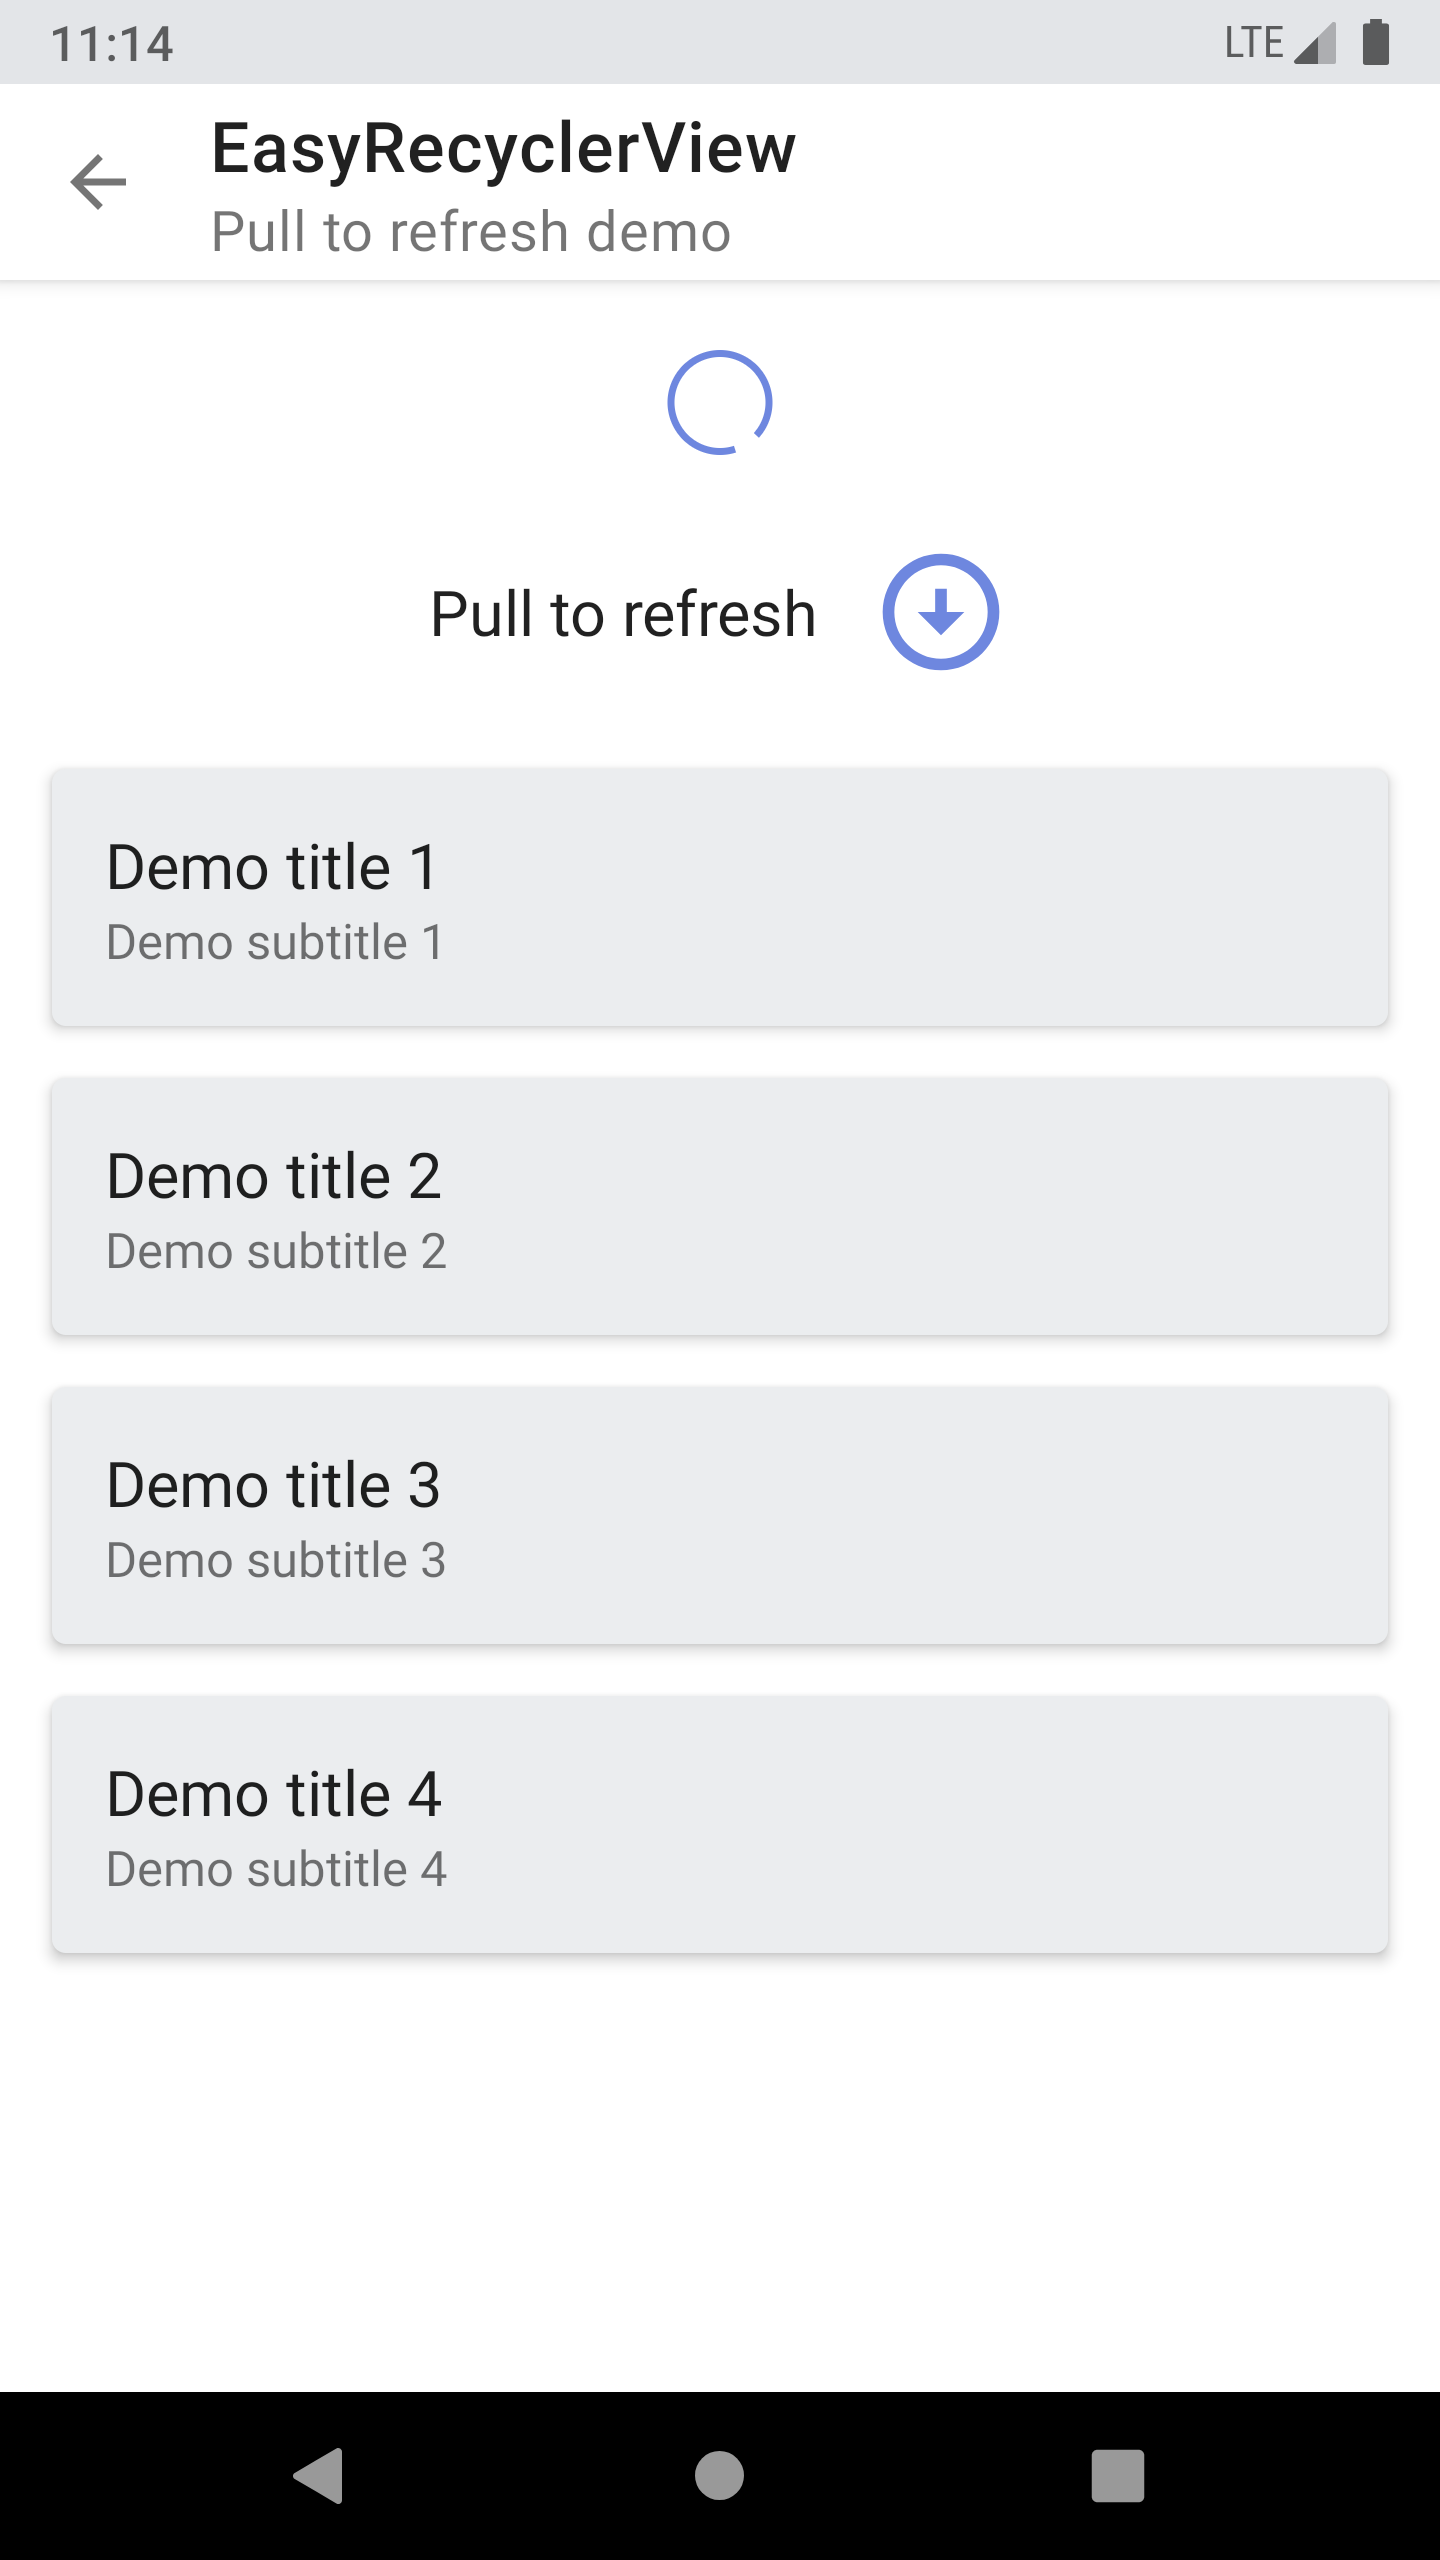 11:14 LTE
EasyRecyclerView
Pull to refresh demo
Pull to refresh
Demo title 1
Demo subtitle 1
Demo title 2
Demo subtitle 2
Demo title 3
Demo subtitle 3
Demo title 4
Demo subtitle 4